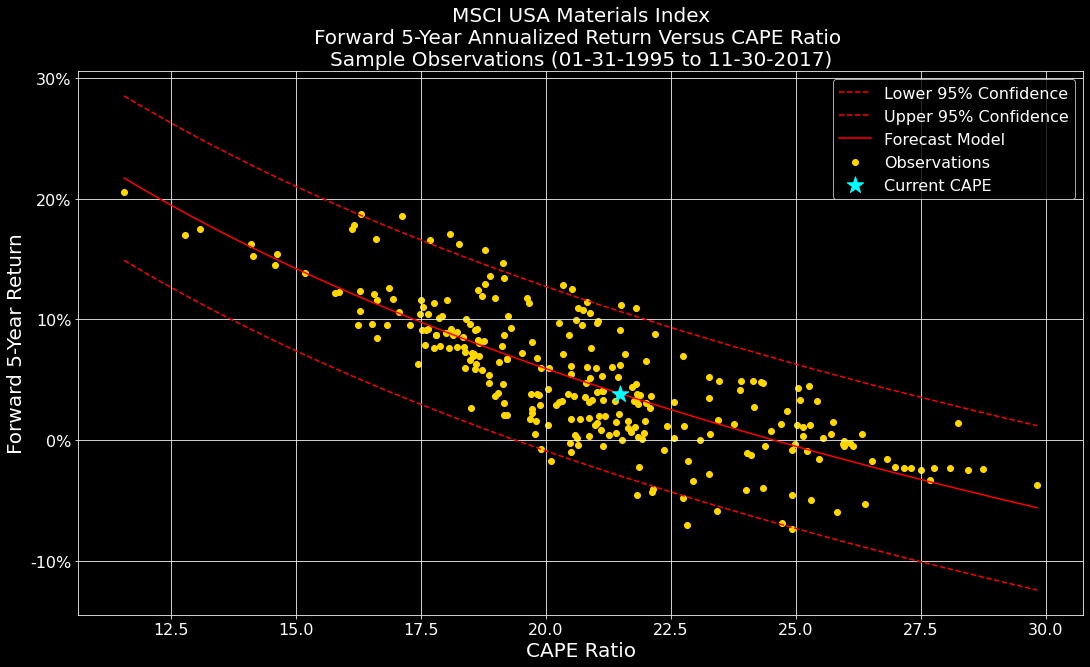 MSCI USA Materials Index
Forward 5-Year Annualized Return Versus CAPE Ratio
Sample Observations (01-31-1995 to 11-30-2017)
Lower 95% Confidence
Upper 95% Confidence
Forecast Model
Observations
Current CAPE
Forward 5-Year Return
30%
20%
10%
0%
-10%
12.5 15.0 17.5 20.0 22.5 25.0 27.5 30.0
CAPE Ratio